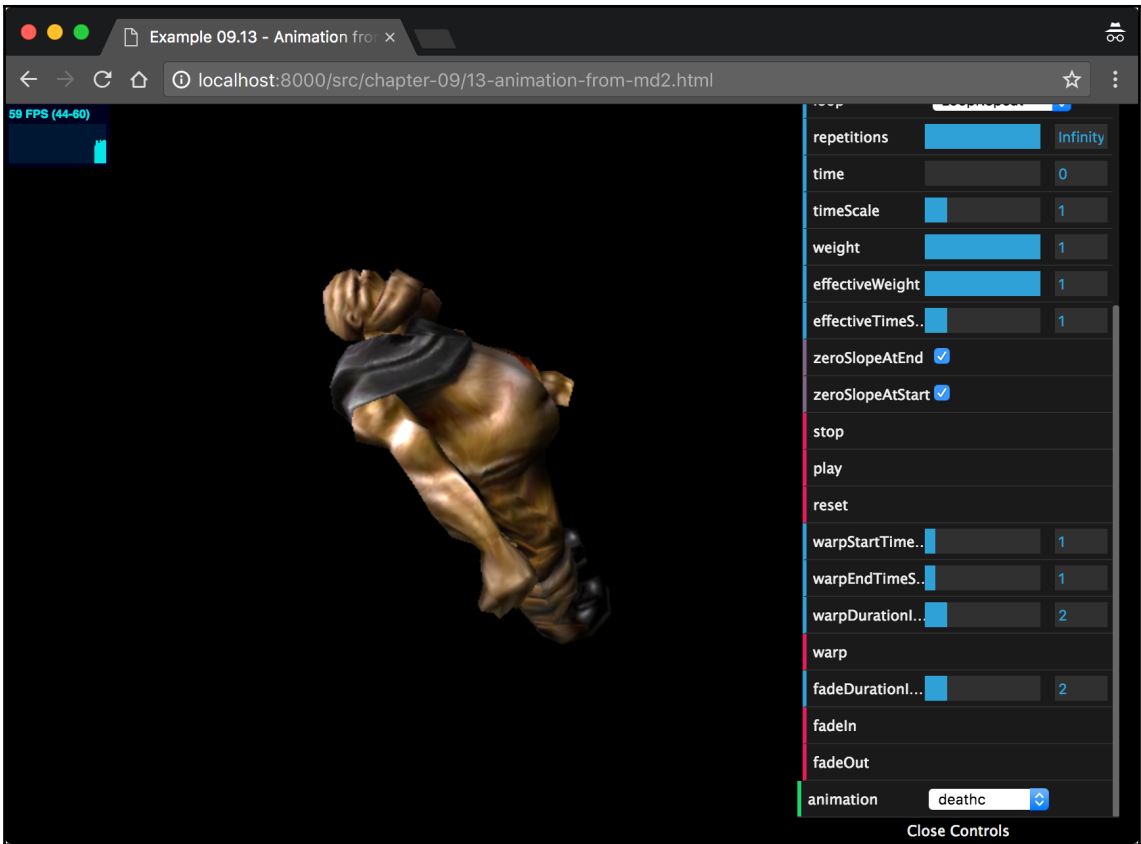 Example 09.13 - Animation fro
localhost:8000/src/chapter-09/13-animation-from-md2.html
59 FPS (44-60)
repetitions Infinity
time 0
timeScale 1
weight 1
effectiveWeight 1
effectiveTimeS.. 1
zeroSlopeAtEnd
zeroSlopeAtStart
stop
play
reset
warpStartTime.. 1
warpEndTimeS.. 1
warpDurationI... 2
warp
fadeDurationI... 2
fadeIn
fadeOut
animation deathc
Close Controls